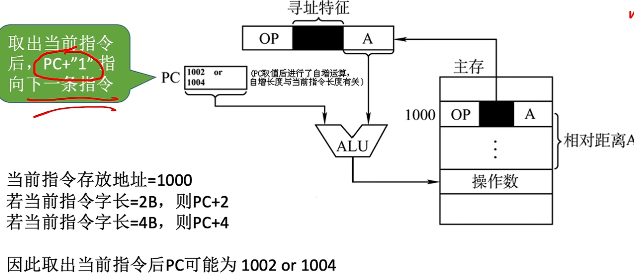 寻址特征
OP A
取出当前指令
后，PC+"1"指
向下一条指令
PC
1002 or
1004
(PC取值后进行了自增运算，
自增长度与当前指令长度有关)
主存
1000
OP A
相对距离A
⋮
ALU
操作数
当前指令存放地址=1000
若当前指令字长=2B，则PC+2
若当前指令字长=4B，则PC+4
因此取出当前指令后PC可能为 1002 or 1004